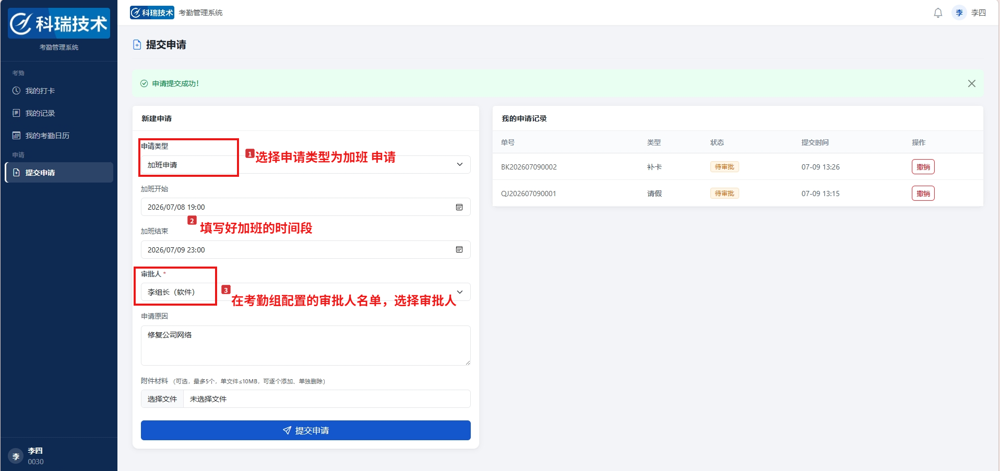 科瑞技术
考勤管理系统
考勤
我的打卡
我的记录
我的考勤日历
申请
提交申请
李 李四
0030
科瑞技术 考勤管理系统
李 李四
提交申请
申请提交成功！
新建申请
申请类型
加班申请
1 选择申请类型为加班 申请
加班开始
2026/07/08 19:00
2 填写好加班的时间段
加班结束
2026/07/09 23:00
审批人 *
李组长（软件）
3 在考勤组配置的审批人名单，选择审批人
申请原因
修复公司网络
附件材料 （可选，最多5个，单文件≤10MB，可逐个添加、单独删除）
选择文件 未选择文件
提交申请
我的申请记录
单号 类型 状态 提交时间 操作
BK202607090002 补卡 待审批 07-09 13:26 撤销
QJ202607090001 请假 待审批 07-09 13:15 撤销